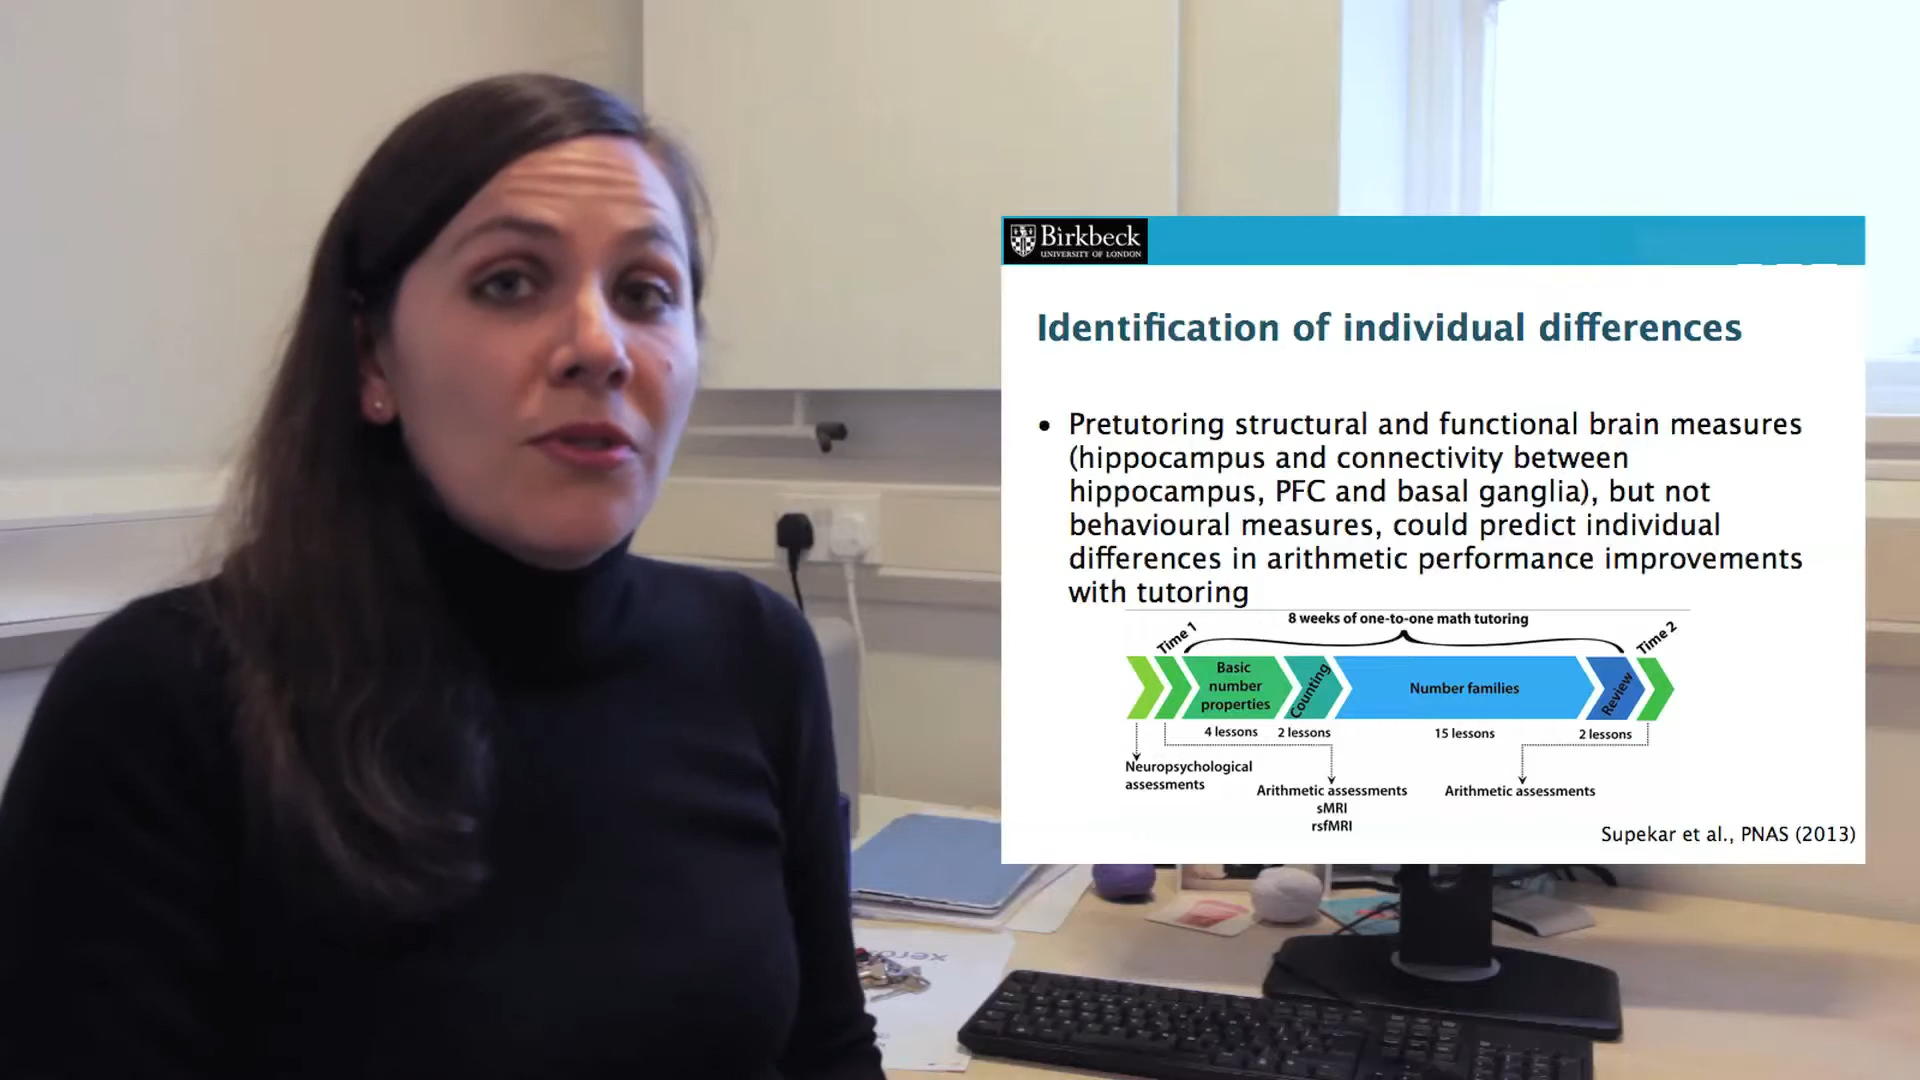 Birkbeck
UNIVERSITY OF LONDON
Identification of individual differences
• Pretutoring structural and functional brain measures
(hippocampus and connectivity between
hippocampus, PFC and basal ganglia), but not
behavioural measures, could predict individual
differences in arithmetic performance improvements
with tutoring
8 weeks of one-to-one math tutoring
Time 1
Time 2
Basic
number
properties
Counting
Number families
Review
4 lessons
2 lessons
15 lessons
2 lessons
Neuropsychological
assessments
Arithmetic assessments
sMRI
rsfMRI
Arithmetic assessments
Supekar et al., PNAS (2013)
xerox